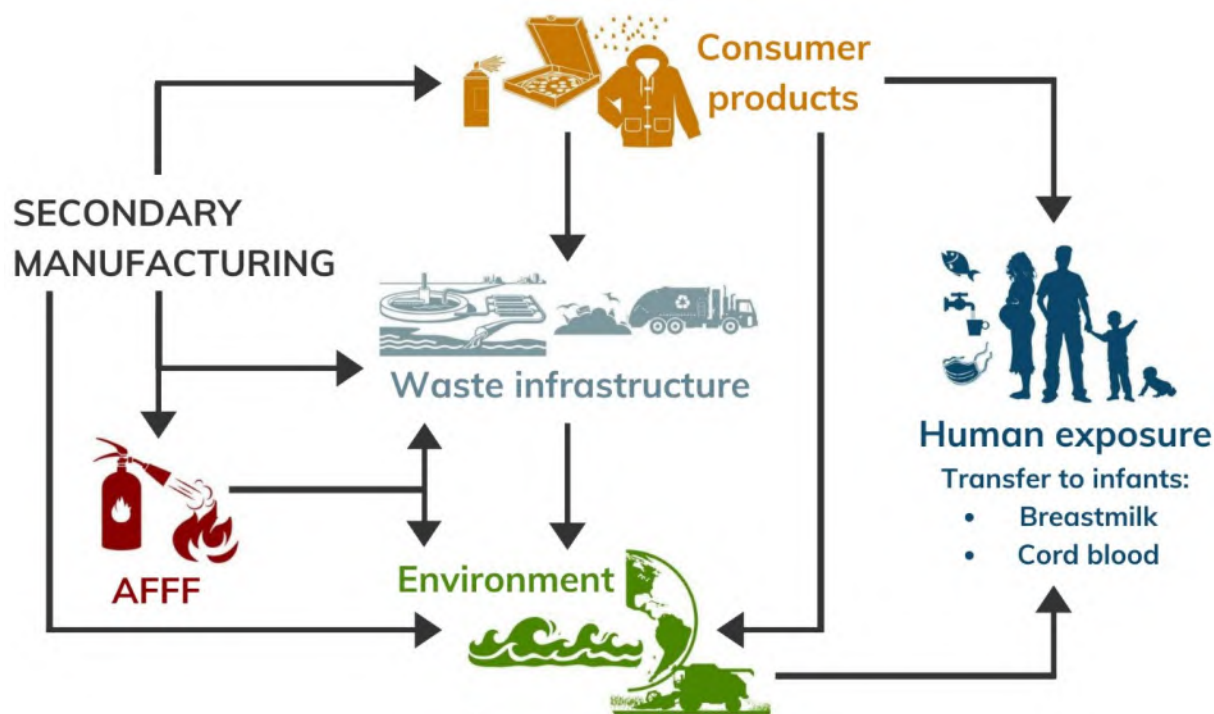 Consumer
products
SECONDARY
MANUFACTURING
Waste infrastructure
Human exposure
Transfer to infants:
• Breastmilk
• Cord blood
AFFF
Environment